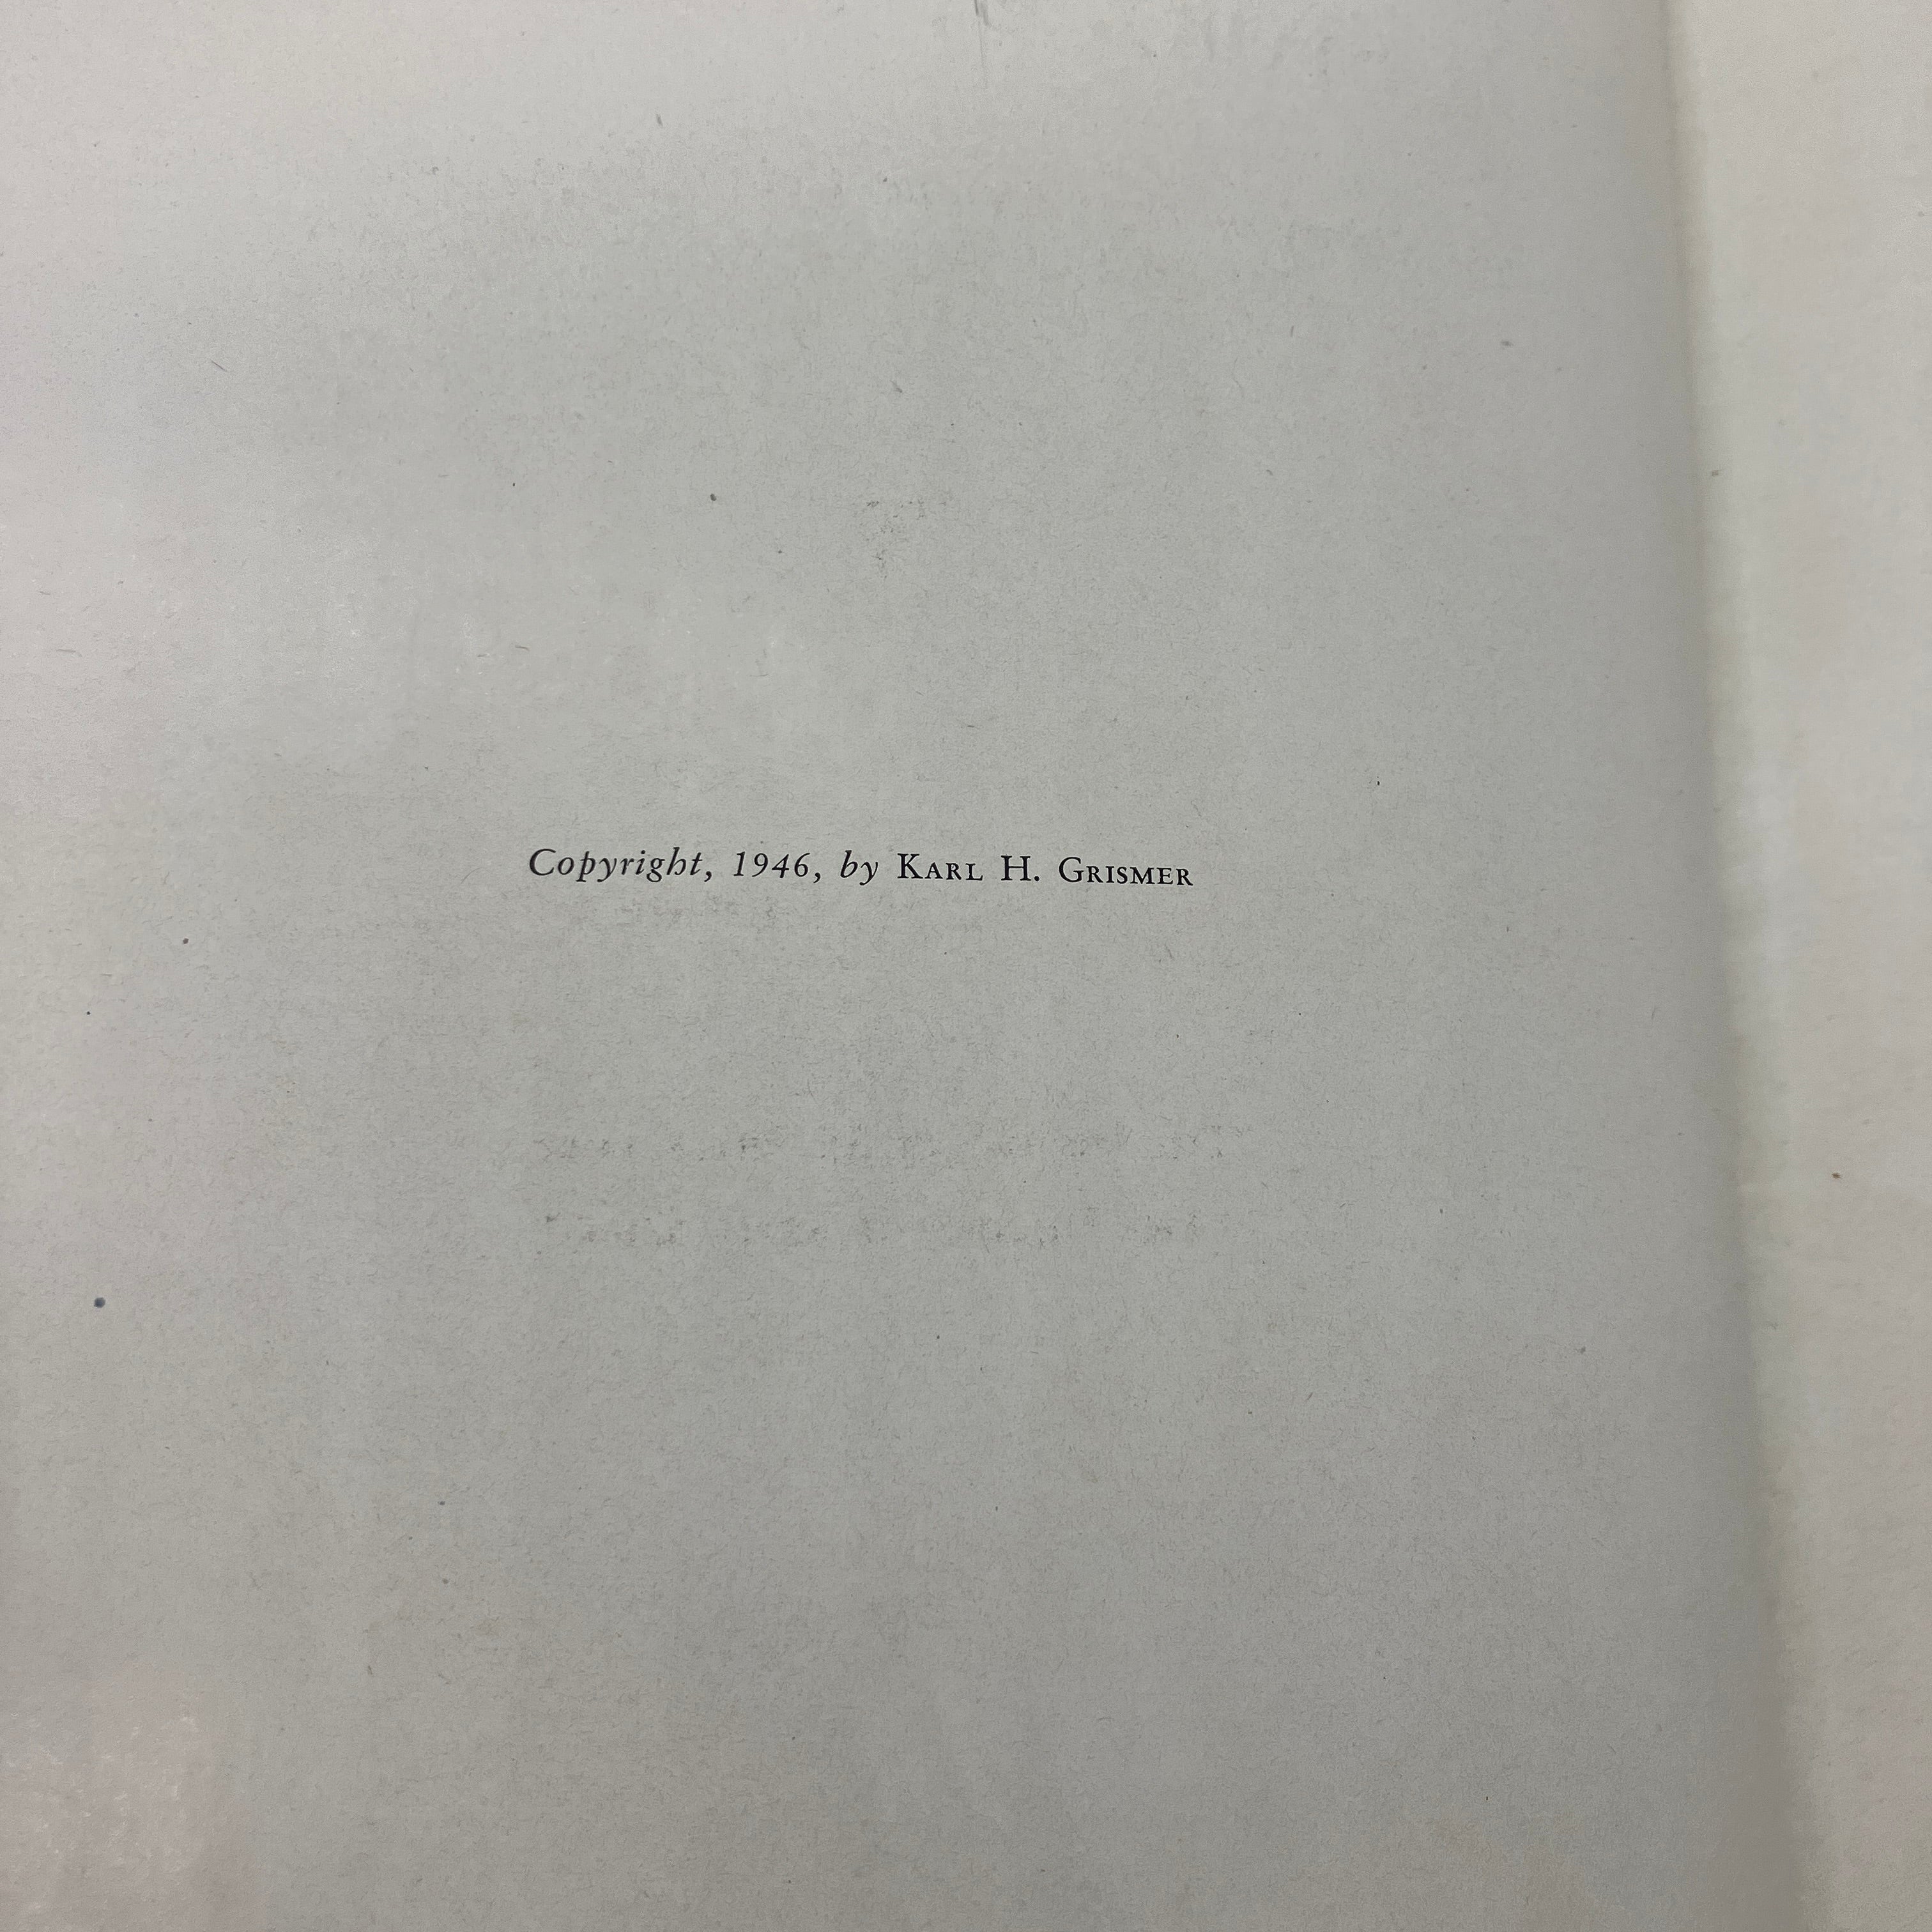 Copyright, 1946, by KARL H. GRISMER